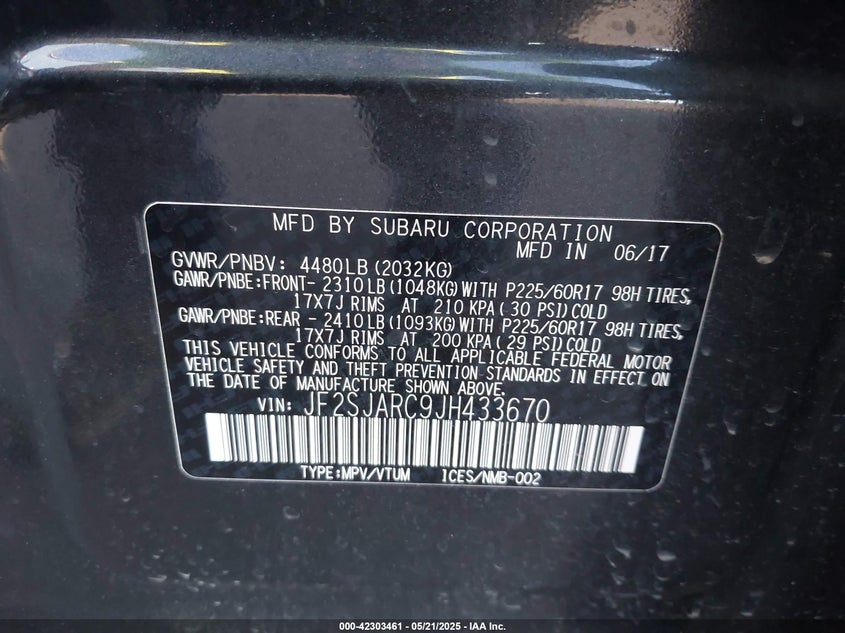 MFD BY SUBARU CORPORATION
MFD IN 06/17
GVWR/PNBV: 4480LB(2032KG)
GAWR/PNBE:FRONT- 2310LB(1048KG)WITH P225/60R17 98H TIRES,
17X7J RIMS AT 210 KPA(30 PSI)COLD
GAWR/PNBE:REAR - 2410LB(1093KG)WITH P225/60R17 98H TIRES,
17X7J RIMS AT 200 KPA(29 PSI)COLD
THIS VEHICLE CONFORMS TO ALL APPLICABLE FEDERAL MOTOR
VEHICLE SAFETY AND THEFT PREVENTION STANDARDS IN EFFECT ON
THE DATE OF MANUFACTURE SHOWN ABOVE.
VIN: JF2SJARC9JH433670
TYPE:MPV/VTUM ICES/NMB-002
000-42303461 - 05/21/2025 - IAA Inc.